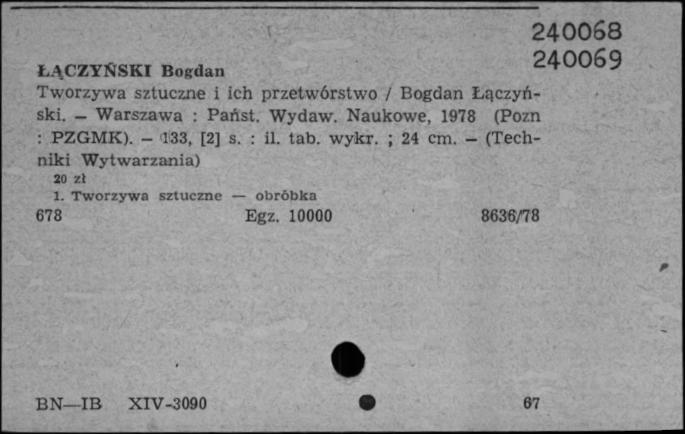 240068
240069
ŁĄCZYŃSKI Bogdan
Tworzywa sztuczne i ich przetwórstwo / Bogdan Łączyń-
ski. — Warszawa : Państ. Wydaw. Naukowe, 1978 (Pozn
: PZGMK). — 133, [2] s. : il. tab. wykr. ; 24 cm. — (Tech-
niki Wytwarzania)
20 zł
1. Tworzywa sztuczne — obróbka
678 Egz. 10000 8636/78
BN—IB XIV-3090 67